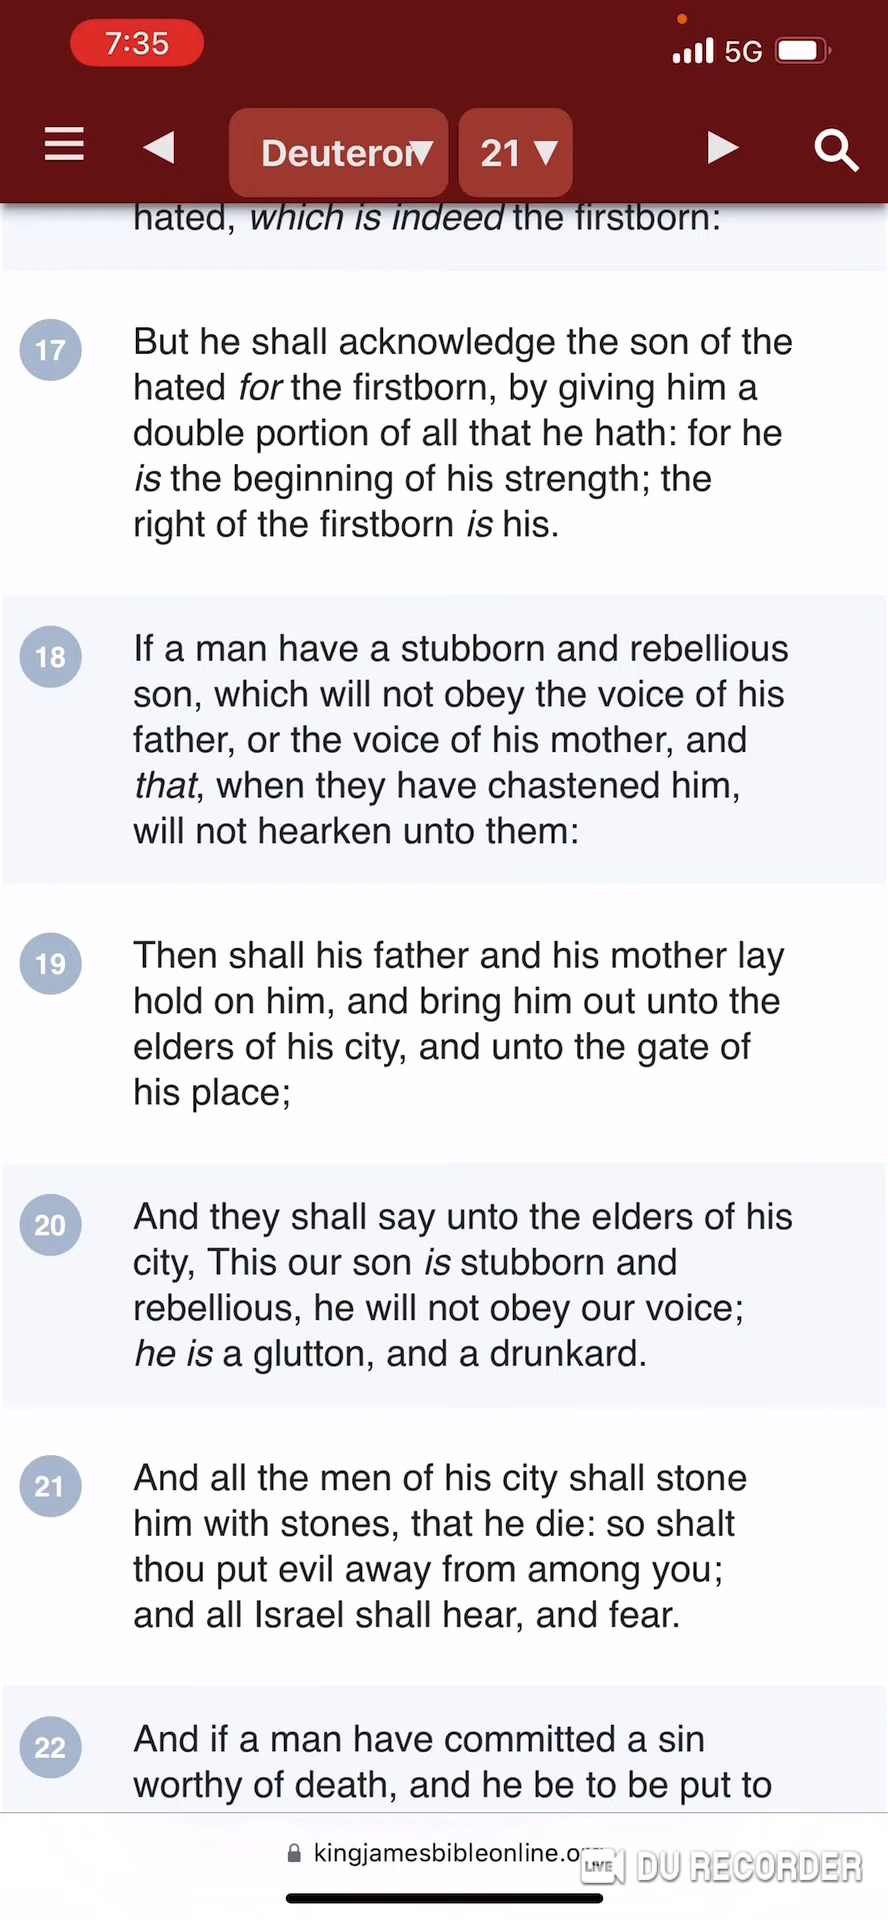 7:35
5G
Deuteron
21
hated, which is indeed the firstborn:
17
But he shall acknowledge the son of the
hated for the firstborn, by giving him a
double portion of all that he hath: for he
is the beginning of his strength; the
right of the firstborn is his.
18
If a man have a stubborn and rebellious
son, which will not obey the voice of his
father, or the voice of his mother, and
that, when they have chastened him,
will not hearken unto them:
19
Then shall his father and his mother lay
hold on him, and bring him out unto the
elders of his city, and unto the gate of
his place;
20
And they shall say unto the elders of his
city, This our son is stubborn and
rebellious, he will not obey our voice;
he is a glutton, and a drunkard.
21
And all the men of his city shall stone
him with stones, that he die: so shalt
thou put evil away from among you;
and all Israel shall hear, and fear.
22
And if a man have committed a sin
worthy of death, and he be to be put to
kingjamesbibleonline.org
LIVE DU RECORDER